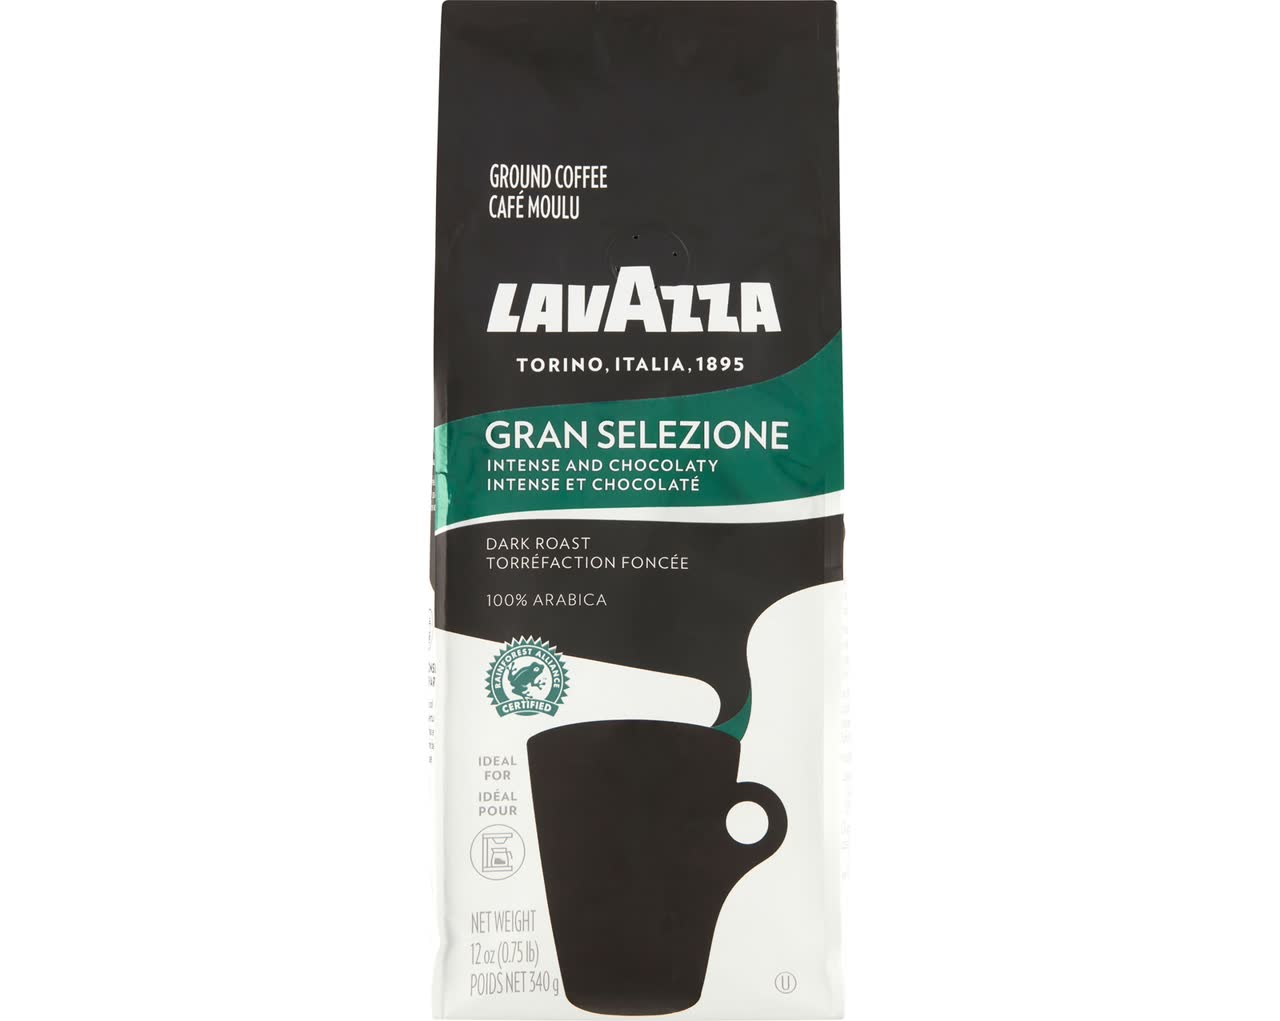 GROUND COFFEE
CAFÉ MOULU
LAVAZZA
TORINO, ITALIA, 1895
GRAN SELEZIONE
INTENSE AND CHOCOLATY
INTENSE ET CHOCOLATÉ
DARK ROAST
TORRÉFACTION FONCÉE
100% ARABICA
RAINFOREST ALLIANCE
CERTIFIED
IDEAL
FOR
IDÉAL
POUR
NET WEIGHT
12 oz (0.75 lb)
POIDS NET 340 g
U